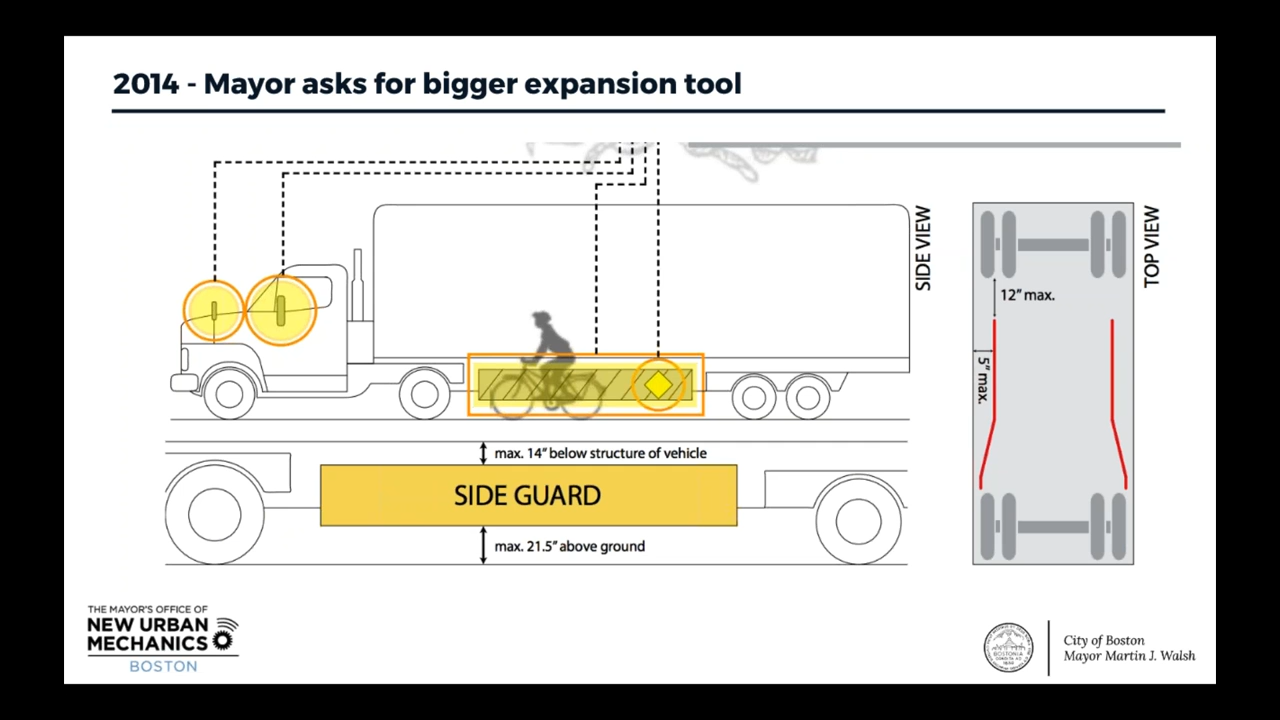 2014 - Mayor asks for bigger expansion tool
SIDE VIEW
TOP VIEW
12” max.
5” max.
max. 14” below structure of vehicle
SIDE GUARD
max. 21.5” above ground
THE MAYOR'S OFFICE OF
NEW URBAN
MECHANICS
BOSTON
City of Boston
Mayor Martin J. Walsh